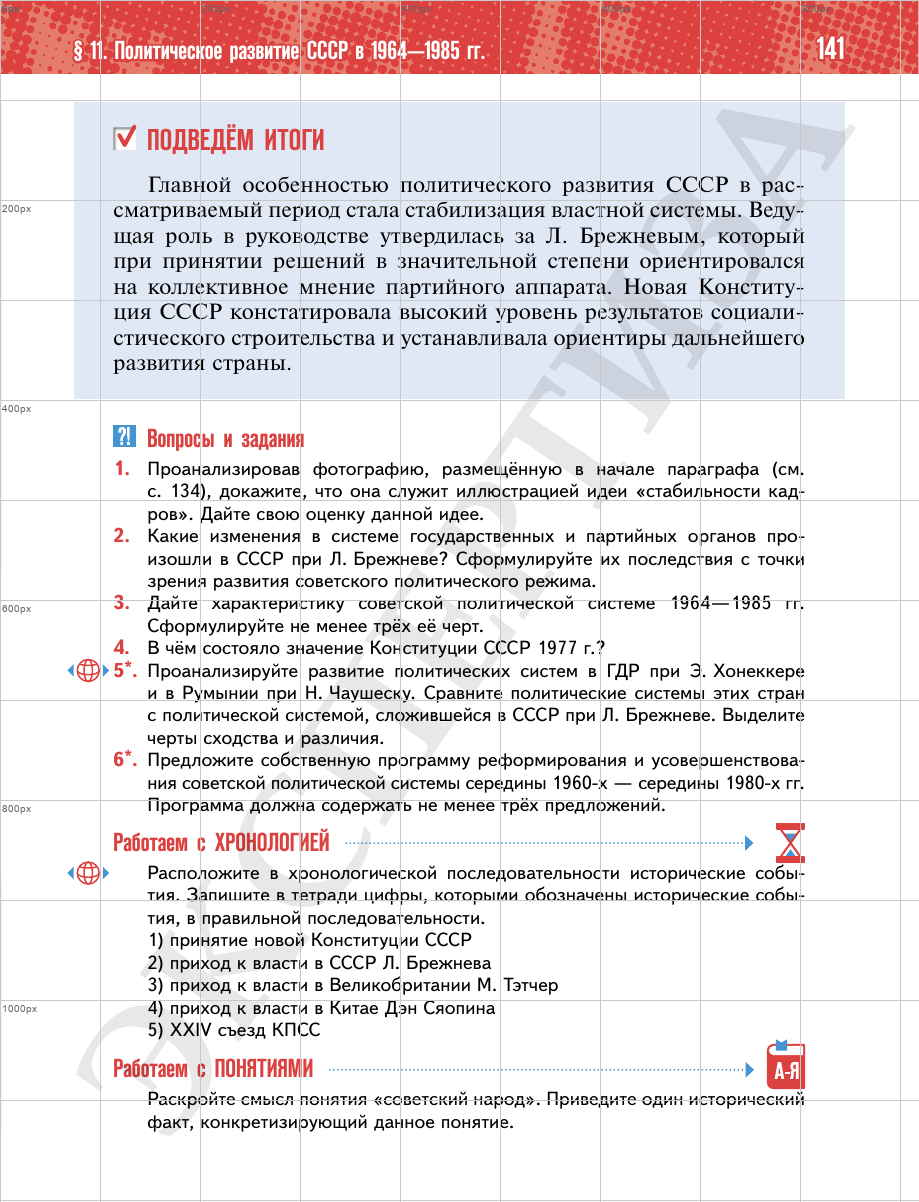 § 11. Политическое развитие СССР в 1964—1985 гг.
141
ПОДВЕДЁМ ИТОГИ
Главной особенностью политического развития СССР в рас-
сматриваемый период стала стабилизация властной системы. Веду-
щая роль в руководстве утвердилась за Л. Брежневым, который
при принятии решений в значительной степени ориентировался
на коллективное мнение партийного аппарата. Новая Конститу-
ция СССР констатировала высокий уровень результатов социали-
стического строительства и устанавливала ориентиры дальнейшего
развития страны.
400px
200px
?! Вопросы и задания
1. Проанализировав фотографию, размещённую в начале параграфа (см.
с. 134), докажите, что она служит иллюстрацией идеи «стабильности кад-
ров». Дайте свою оценку данной идее.
2. Какие изменения в системе государственных и партийных органов про-
изошли в СССР при Л. Брежневе? Сформулируйте их последствия с точки
зрения развития советского политического режима.
600px
3. Дайте характеристику советской политической системе 1964—1985 гг.
Сформулируйте не менее трёх её черт.
4. В чём состояло значение Конституции СССР 1977 г.?
5*. Проанализируйте развитие политических систем в ГДР при Э. Хонеккере
и в Румынии при Н. Чаушеску. Сравните политические системы этих стран
с политической системой, сложившейся в СССР при Л. Брежневе. Выделите
черты сходства и различия.
6*. Предложите собственную программу реформирования и усовершенствова-
ния советской политической системы середины 1960-х — середины 1980-х гг.
800px
Программа должна содержать не менее трёх предложений.
Работаем с ХРОНОЛОГИЕЙ
Расположите в хронологической последовательности исторические собы-
тия. Запишите в тетради цифры, которыми обозначены исторические собы-
тия, в правильной последовательности.
1) принятие новой Конституции СССР
2) приход к власти в СССР Л. Брежнева
3) приход к власти в Великобритании М. Тэтчер
1000px
4) приход к власти в Китае Дэн Сяопина
5) XXIV съезд КПСС
Работаем с ПОНЯТИЯМИ
А-Я
Раскройте смысл понятия «советский народ». Приведите один исторический
факт, конкретизирующий данное понятие.
ЭКСПЕРТИЗА